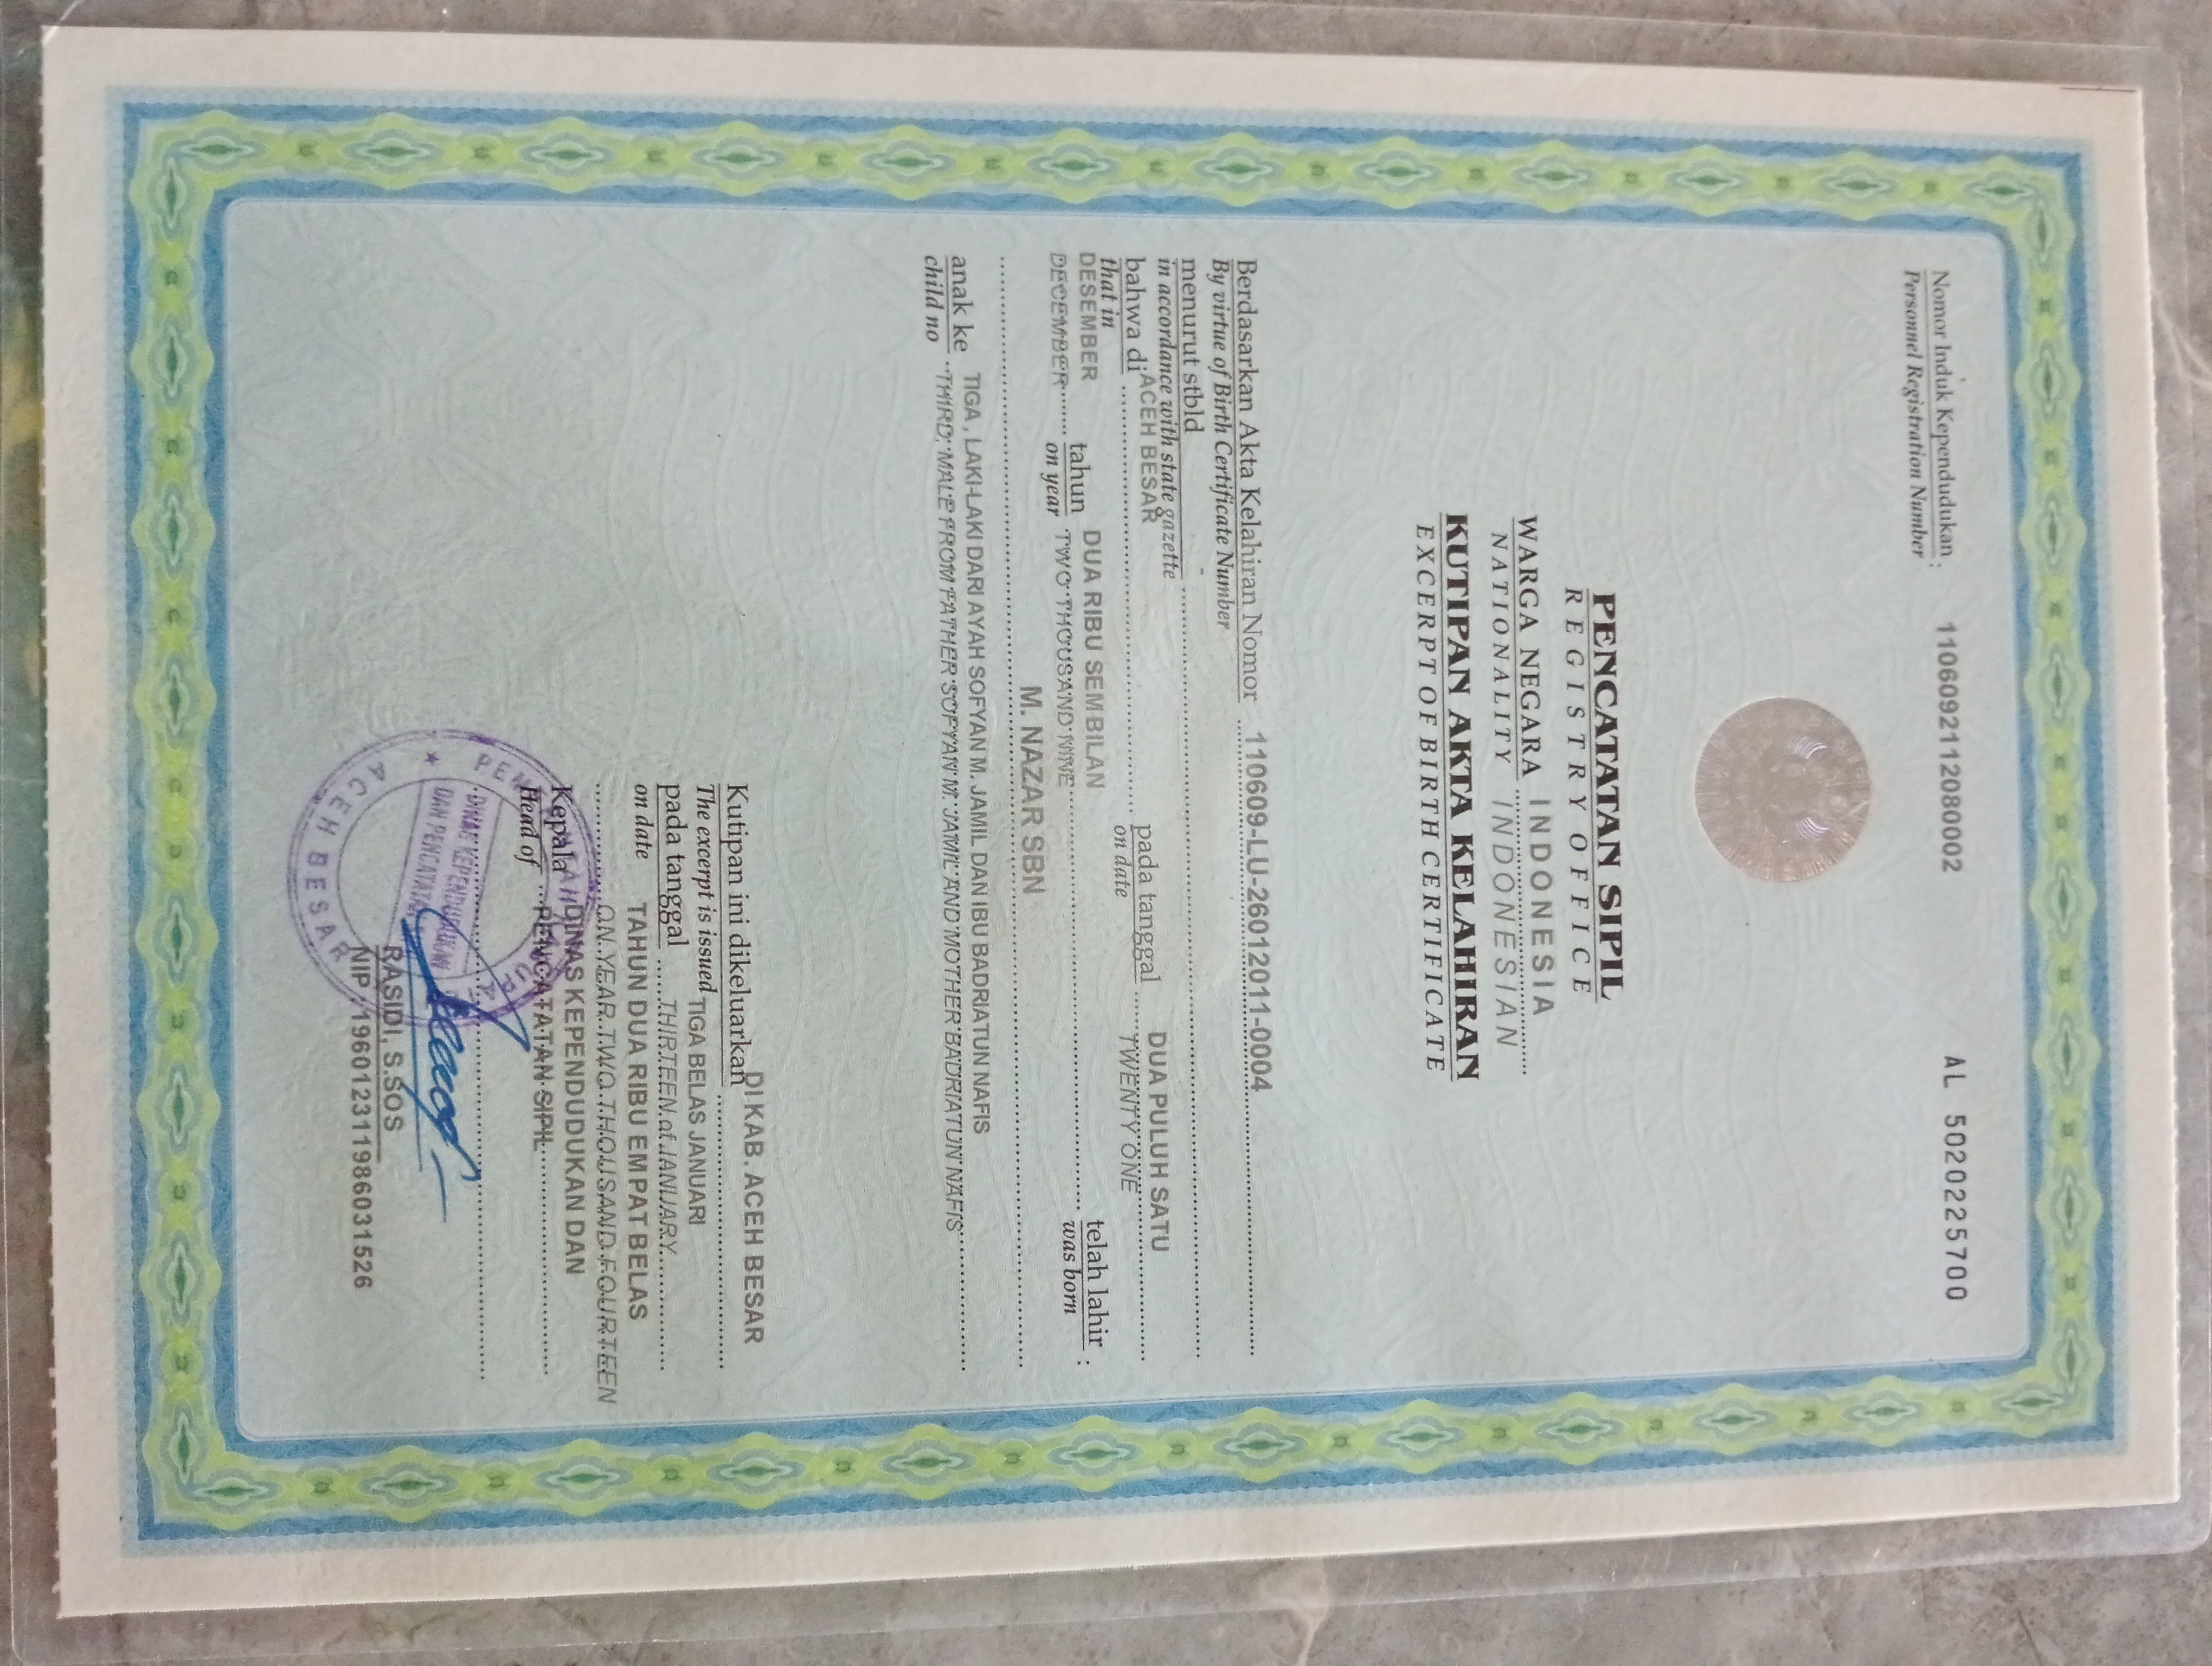 Nomor Induk Kependudukan : 1106092112080002 AL 5020225700
Personnel Registration Number
PENCATATAN SIPIL
REGISTRY OFFICE
WARGA NEGARA INDONESIA
NATIONALITY INDONESIAN
KUTIPAN AKTA KELAHIRAN
EXCERPT OF BIRTH CERTIFICATE
Berdasarkan Akta Kelahiran Nomor 110609-LU-26012011-0004
By virtue of Birth Certificate Number
menurut stbld
in accordance with state gazette
bahwa di ACEH BESAR pada tanggal DUA PULUH SATU
that in on date TWENTY ONE
DESEMBER tahun DUA RIBU SEMBILAN telah lahir :
DECEMBER on year TWO THOUSAND NINE was born
M. NAZAR SBN
anak ke TIGA , LAKI-LAKI DARI AYAH SOFYAN M. JAMIL DAN IBU BADRIATUN NAFIS
child no THIRD, MALE FROM FATHER SOFYAN M. JAMIL AND MOTHER BADRIATUN NAFIS
Kutipan ini dikeluarkan DI KAB. ACEH BESAR
The excerpt is issued
pada tanggal TIGA BELAS JANUARI
on date THIRTEEN of JANUARY
TAHUN DUA RIBU EMPAT BELAS
ON YEAR TWO THOUSAND FOURTEEN
Kepala DINAS KEPENDUDUKAN DAN
Head of PENCATATAN SIPIL
DINAS KEPENDUDUKAN
DAN PENCATATAN
ACEH BESAR
RASIDI, S.SOS
NIP : 196012311986031526